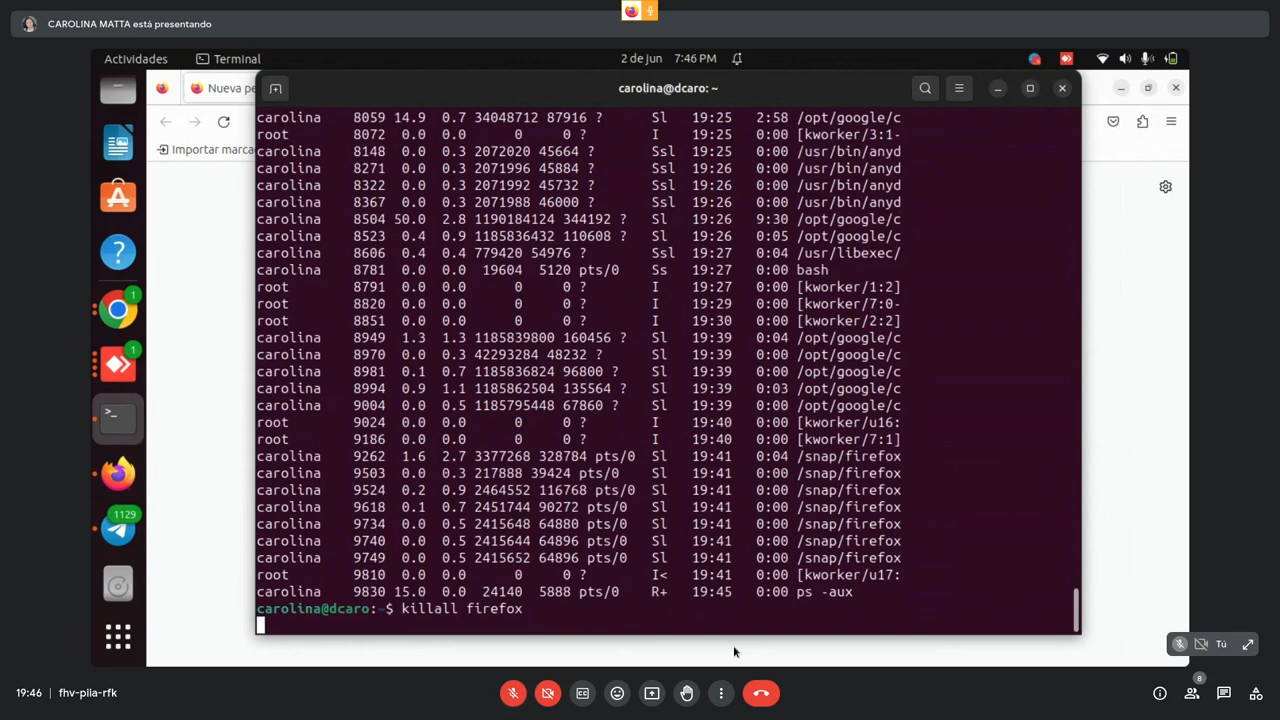 CAROLINA MATTA está presentando
Actividades
Terminal
2 de jun 7:46 PM
Nueva pe
carolina@dcaro: ~
Importar marca
carolina 8059 14.9 0.7 34048712 87916 ? Sl 19:25 2:58 /opt/google/c
root 8072 0.0 0.0 0 0 ? I 19:25 0:00 [kworker/3:1-
carolina 8148 0.0 0.3 2072020 45664 ? Ssl 19:25 0:00 /usr/bin/anyd
carolina 8271 0.0 0.3 2071996 45884 ? Ssl 19:26 0:00 /usr/bin/anyd
carolina 8322 0.0 0.3 2071992 45732 ? Ssl 19:26 0:00 /usr/bin/anyd
carolina 8367 0.0 0.3 2071988 46000 ? Ssl 19:26 0:00 /usr/bin/anyd
carolina 8504 50.0 2.8 1190184124 344192 ? Sl 19:26 9:30 /opt/google/c
carolina 8523 0.4 0.9 1185836432 110608 ? Sl 19:26 0:05 /opt/google/c
carolina 8606 0.4 0.4 779420 54976 ? Ssl 19:27 0:04 /usr/libexec/
carolina 8781 0.0 0.0 19604 5120 pts/0 Ss 19:27 0:00 bash
root 8791 0.0 0.0 0 0 ? I 19:27 0:00 [kworker/1:2]
root 8820 0.0 0.0 0 0 ? I 19:29 0:00 [kworker/7:0-
root 8851 0.0 0.0 0 0 ? I 19:30 0:00 [kworker/2:2]
carolina 8949 1.3 1.3 1185839800 160456 ? Sl 19:39 0:04 /opt/google/c
carolina 8970 0.0 0.3 42293284 48232 ? Sl 19:39 0:00 /opt/google/c
carolina 8981 0.1 0.7 1185836824 96800 ? Sl 19:39 0:00 /opt/google/c
carolina 8994 0.9 1.1 1185862504 135564 ? Sl 19:39 0:03 /opt/google/c
carolina 9004 0.0 0.5 1185795448 67860 ? Sl 19:39 0:00 /opt/google/c
root 9024 0.0 0.0 0 0 ? I 19:40 0:00 [kworker/u16:
root 9186 0.0 0.0 0 0 ? I 19:40 0:00 [kworker/7:1]
carolina 9262 1.6 2.7 3377268 328784 pts/0 Sl 19:41 0:04 /snap/firefox
carolina 9503 0.0 0.3 217888 39424 pts/0 Sl 19:41 0:00 /snap/firefox
carolina 9524 0.2 0.9 2464552 116768 pts/0 Sl 19:41 0:00 /snap/firefox
carolina 9618 0.1 0.7 2451744 90272 pts/0 Sl 19:41 0:00 /snap/firefox
carolina 9734 0.0 0.5 2415648 64880 pts/0 Sl 19:41 0:00 /snap/firefox
carolina 9740 0.0 0.5 2415644 64896 pts/0 Sl 19:41 0:00 /snap/firefox
carolina 9749 0.0 0.5 2415652 64896 pts/0 Sl 19:41 0:00 /snap/firefox
root 9810 0.0 0.0 0 0 ? I< 19:41 0:00 [kworker/u17:
carolina 9830 15.0 0.0 24140 5888 pts/0 R+ 19:45 0:00 ps -aux
carolina@dcaro:~$ killall firefox
1
1
1129
Tú
19:46 | fhv-piia-rfk
8